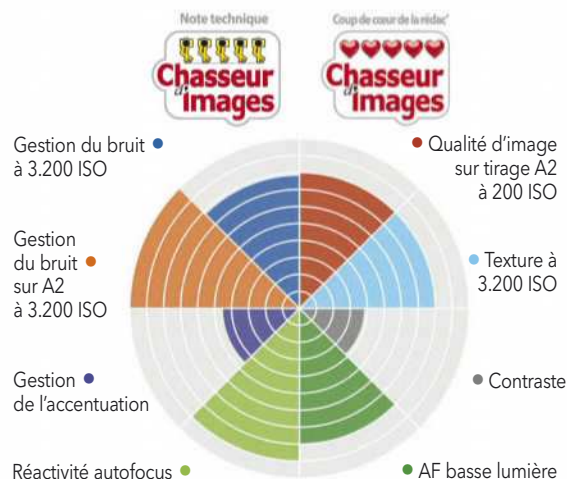 Note technique
Chasseur
d'Images
Coup de cœur de la rédac'
Chasseur
d'Images
Gestion du bruit
à 3.200 ISO
Qualité d'image
sur tirage A2
à 200 ISO
Gestion
du bruit
sur A2
à 3.200 ISO
Texture à
3.200 ISO
Gestion
de l'accentuation
Contraste
Réactivité autofocus
AF basse lumière